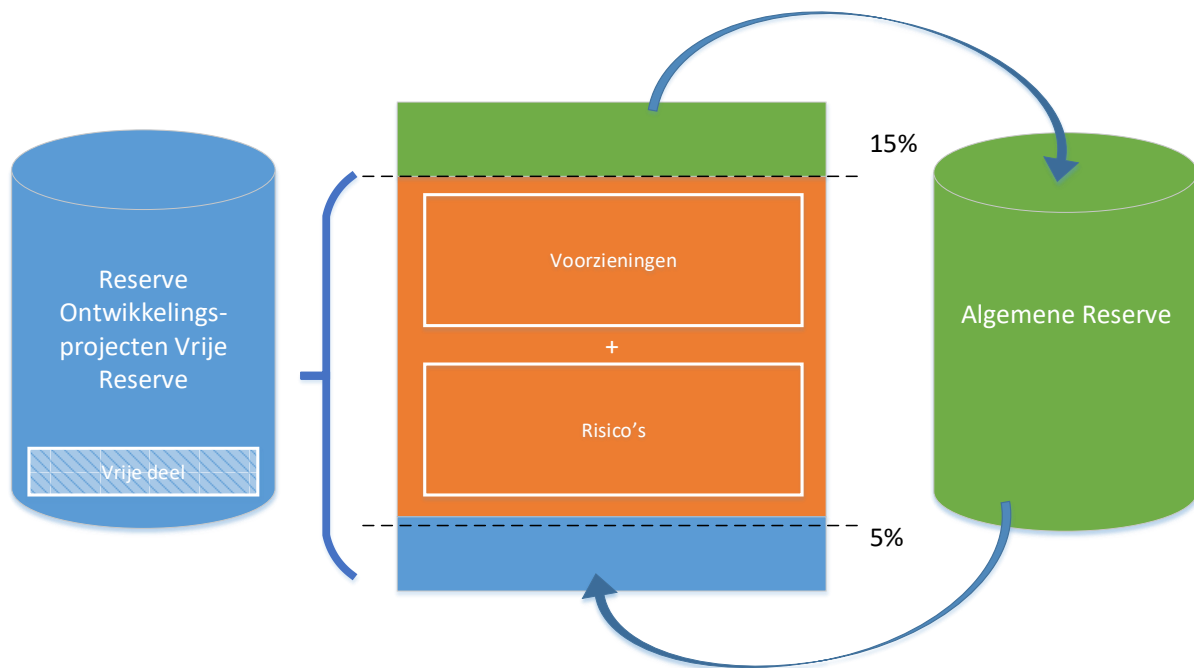 Reserve
Ontwikkelings-
projecten Vrije
Reserve
Vrije deel
15%
Voorzieningen
+
Risico's
5%
Algemene Reserve